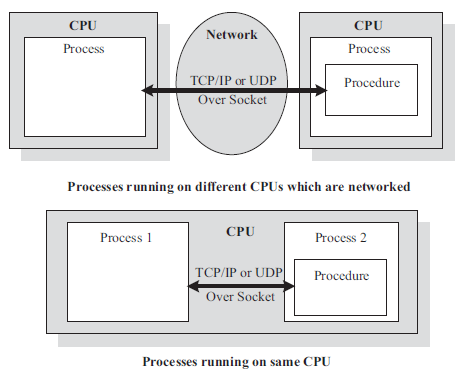 CPU
Process
Network
TCP/IP or UDP
Over Socket
CPU
Process
Procedure
Processes running on different CPUs which are networked
CPU
Process 1
TCP/IP or UDP
Over Socket
Process 2
Procedure
Processes running on same CPU